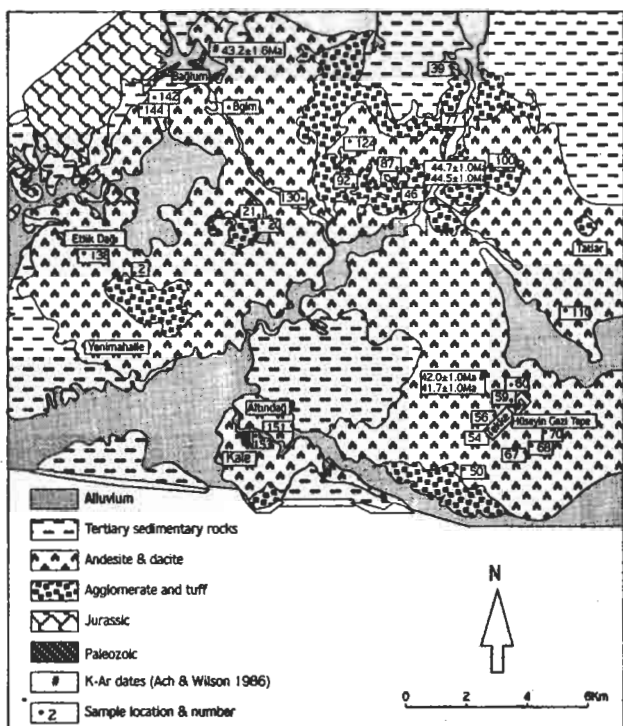 # 43.2±1.6Ma
Bağlum
39
142
144
Bglm
77
124
87
100
44.7±1.0Ma
#44.5±1.0Ma
92
46
130
21
20
Etlik Dağı
138
2
Tatlar
110
Yenimahalle
42.0±1.0Ma
41.7±1.0Ma
60
59
Altındağ
56
Hüseyin Gazi Tepe
151
54
70
153
68
Kale
67
50
Alluvium
Tertiary sedimentary rocks
Andesite & dacite
Agglomerate and tuff
Jurassic
Paleozoic
# K-Ar dates (Ach & Wilson 1986)
2 Sample location & number
N
0 2 4 6Km